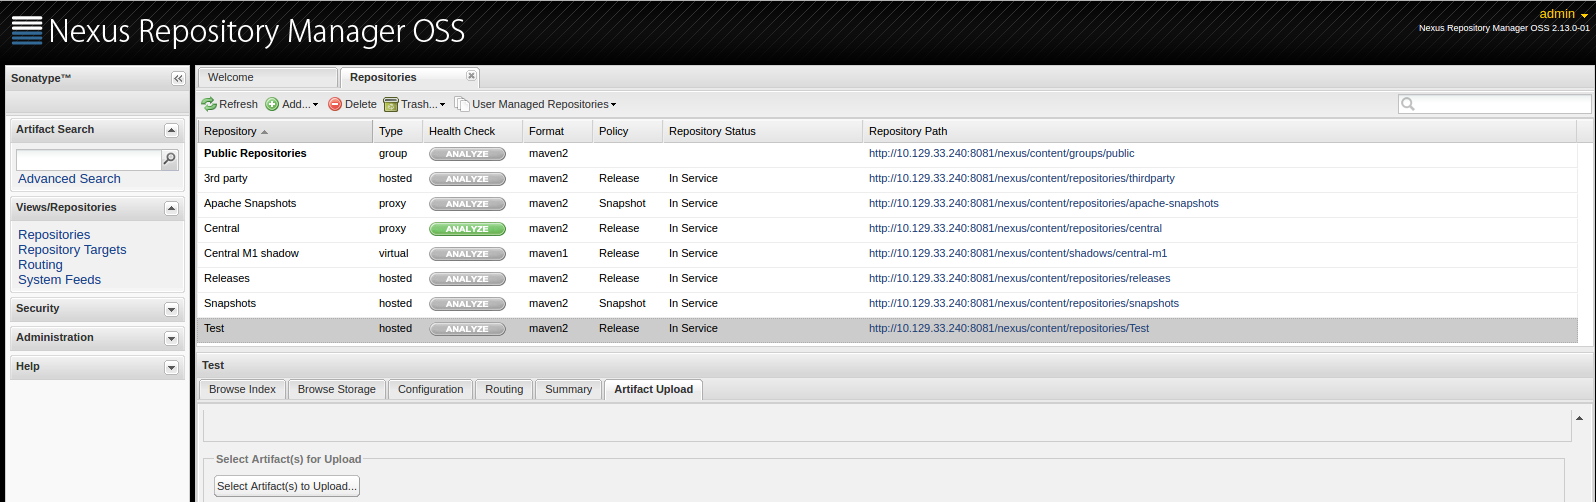 Nexus Repository Manager OSS
admin
Nexus Repository Manager OSS 2.13.0-01
Sonatype™
Welcome
Repositories
Refresh Add... Delete Trash... User Managed Repositories
Artifact Search
Advanced Search
Views/Repositories
Repositories
Repository Targets
Routing
System Feeds
Security
Administration
Help
Repository Type Health Check Format Policy Repository Status Repository Path
Public Repositories group ANALYZE maven2 http://10.129.33.240:8081/nexus/content/groups/public
3rd party hosted ANALYZE maven2 Release In Service http://10.129.33.240:8081/nexus/content/repositories/thirdparty
Apache Snapshots proxy ANALYZE maven2 Snapshot In Service http://10.129.33.240:8081/nexus/content/repositories/apache-snapshots
Central proxy ANALYZE maven2 Release In Service http://10.129.33.240:8081/nexus/content/repositories/central
Central M1 shadow virtual ANALYZE maven1 Release In Service http://10.129.33.240:8081/nexus/content/shadows/central-m1
Releases hosted ANALYZE maven2 Release In Service http://10.129.33.240:8081/nexus/content/repositories/releases
Snapshots hosted ANALYZE maven2 Snapshot In Service http://10.129.33.240:8081/nexus/content/repositories/snapshots
Test hosted ANALYZE maven2 Release In Service http://10.129.33.240:8081/nexus/content/repositories/Test
Test
Browse Index Browse Storage Configuration Routing Summary Artifact Upload
Select Artifact(s) for Upload
Select Artifact(s) to Upload...